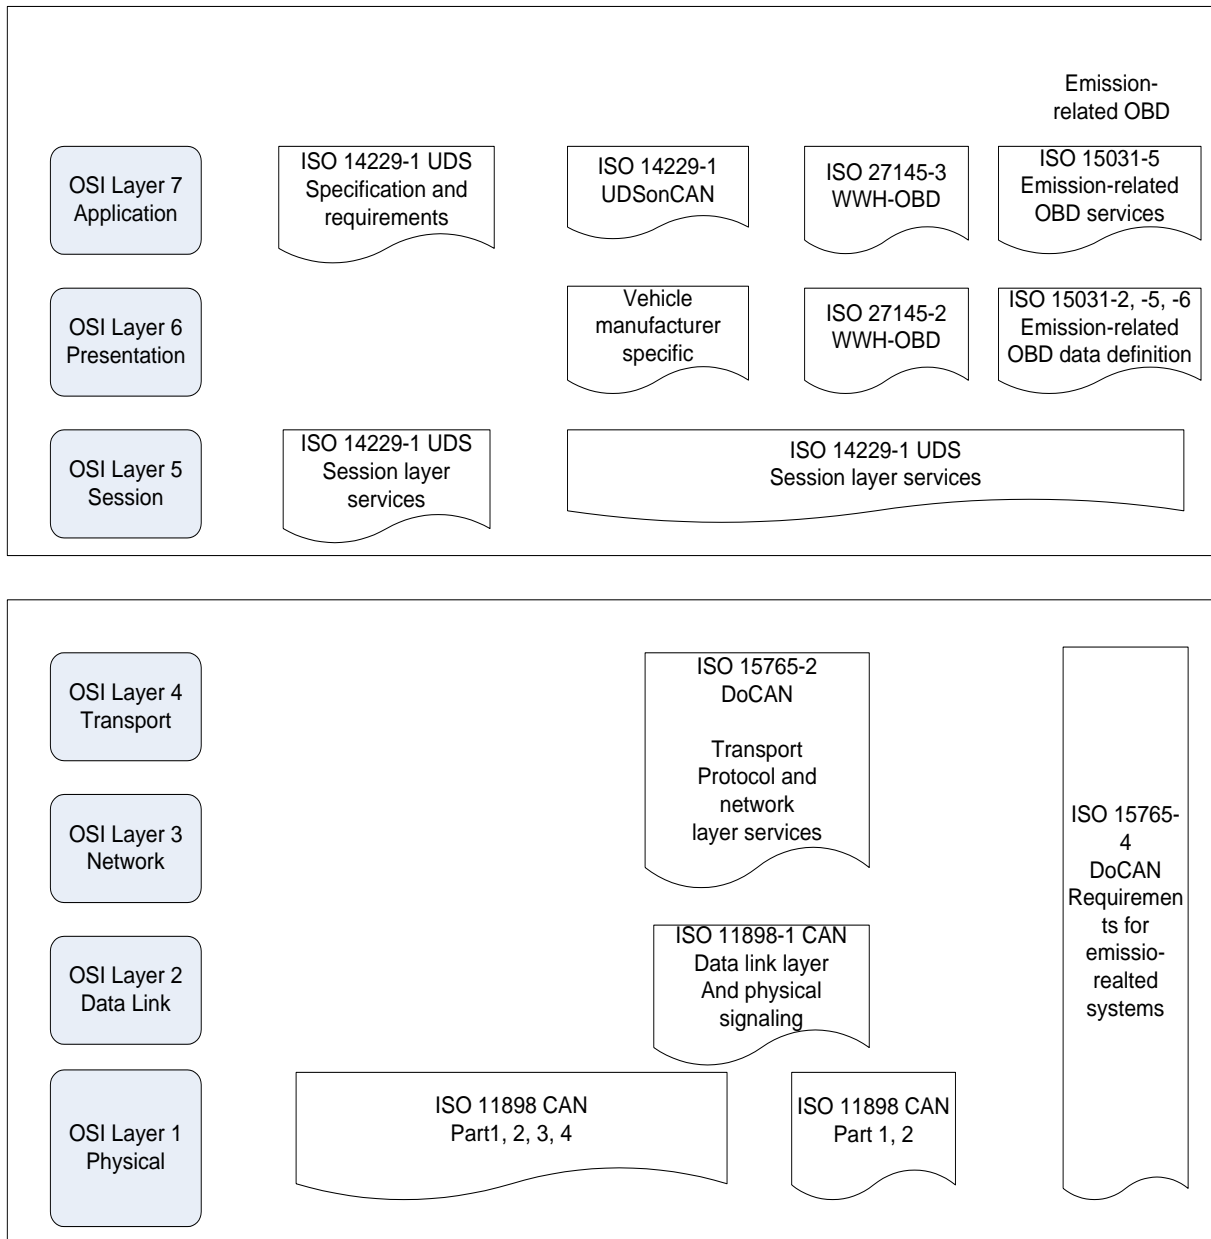 Emission-
related OBD
OSI Layer 7
Application
ISO 14229-1 UDS
Specification and
requirements
ISO 14229-1
UDSonCAN
ISO 27145-3
WWH-OBD
ISO 15031-5
Emission-related
OBD services
OSI Layer 6
Presentation
Vehicle
manufacturer
specific
ISO 27145-2
WWH-OBD
ISO 15031-2, -5, -6
Emission-related
OBD data definition
OSI Layer 5
Session
ISO 14229-1 UDS
Session layer
services
ISO 14229-1 UDS
Session layer services
OSI Layer 4
Transport
ISO 15765-2
DoCAN
Transport
Protocol and
network
layer services
OSI Layer 3
Network
ISO 15765-
4
DoCAN
Requiremen
ts for
emissio-
realted
systems
OSI Layer 2
Data Link
ISO 11898-1 CAN
Data link layer
And physical
signaling
OSI Layer 1
Physical
ISO 11898 CAN
Part1, 2, 3, 4
ISO 11898 CAN
Part 1, 2